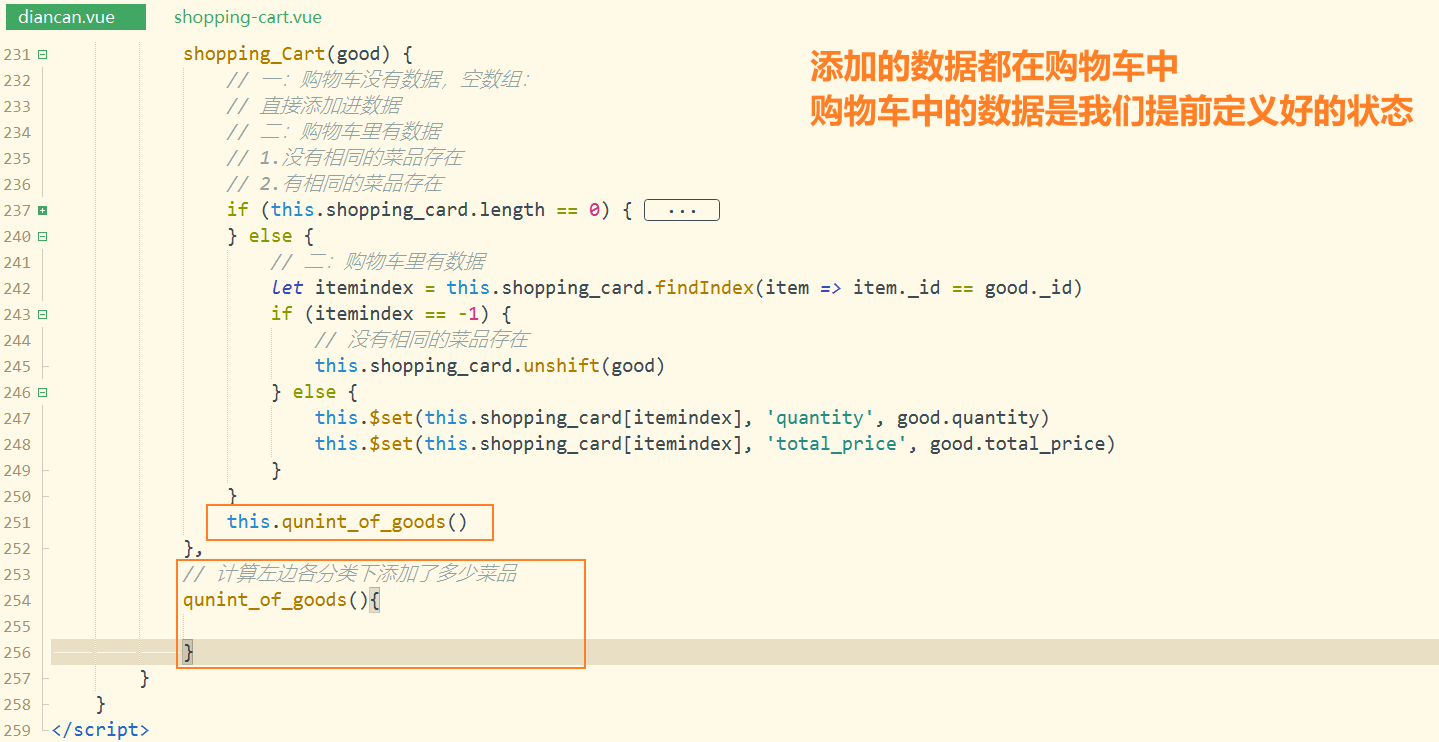 diancan.vue shopping-cart.vue
添加的数据都在购物车中
购物车中的数据是我们提前定义好的状态
231 shopping_Cart(good) {
232 // 一：购物车没有数据，空数组：
233 // 直接添加进数据
234 // 二：购物车里有数据
235 // 1.没有相同的菜品存在
236 // 2.有相同的菜品存在
237 if (this.shopping_card.length == 0) { ...
240 } else {
241 // 二：购物车里有数据
242 let itemindex = this.shopping_card.findIndex(item => item._id == good._id)
243 if (itemindex == -1) {
244 // 没有相同的菜品存在
245 this.shopping_card.unshift(good)
246 } else {
247 this.$set(this.shopping_card[itemindex], 'quantity', good.quantity)
248 this.$set(this.shopping_card[itemindex], 'total_price', good.total_price)
249 }
250 }
251 this.qunint_of_goods()
252 },
253 // 计算左边各分类下添加了多少菜品
254 qunint_of_goods(){
255
256 }
257 }
258 }
259 </script>